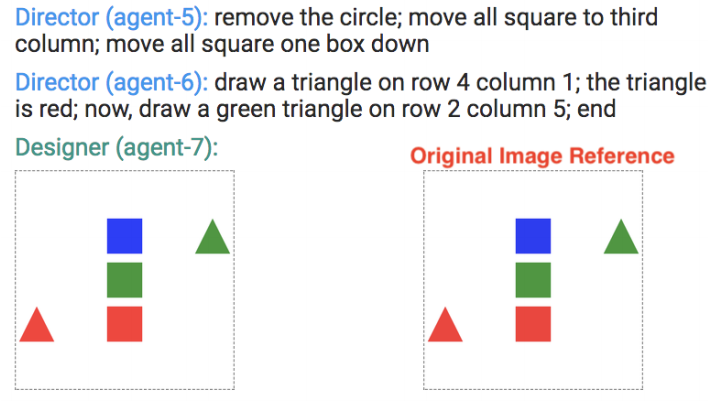 Director (agent-5): remove the circle; move all square to third
column; move all square one box down
Director (agent-6): draw a triangle on row 4 column 1; the triangle
is red; now, draw a green triangle on row 2 column 5; end
Designer (agent-7):
Original Image Reference